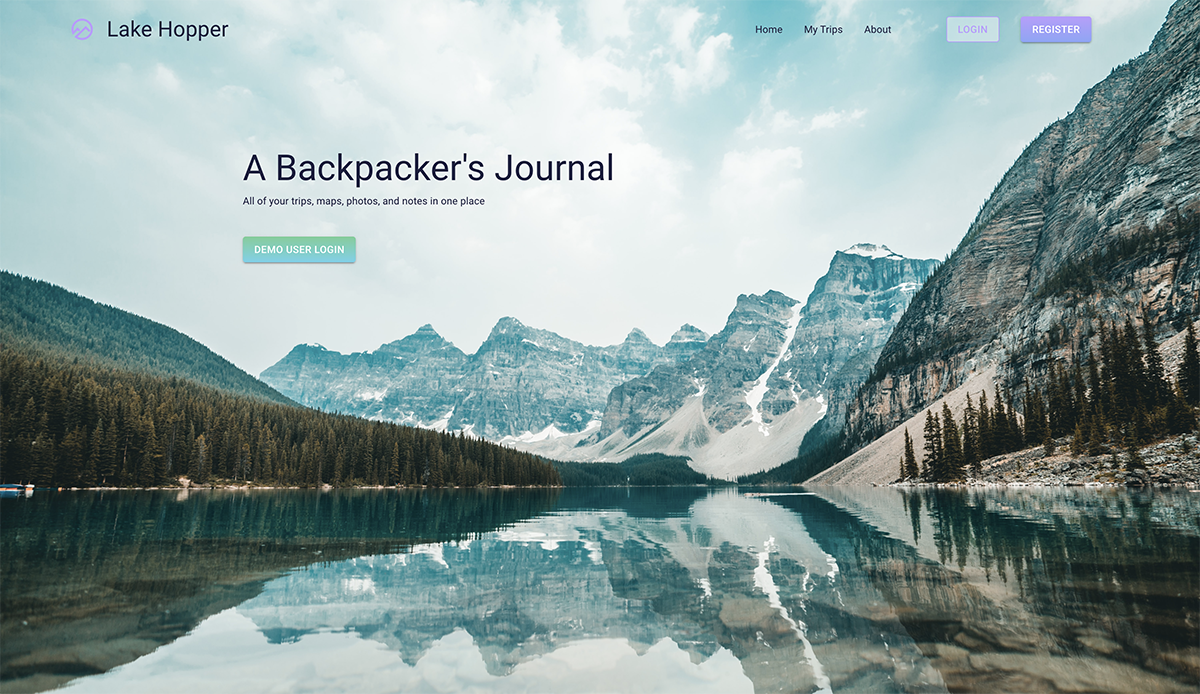 Lake Hopper
Home
My Trips
About
LOGIN
REGISTER
A Backpacker's Journal
All of your trips, maps, photos, and notes in one place
DEMO USER LOGIN